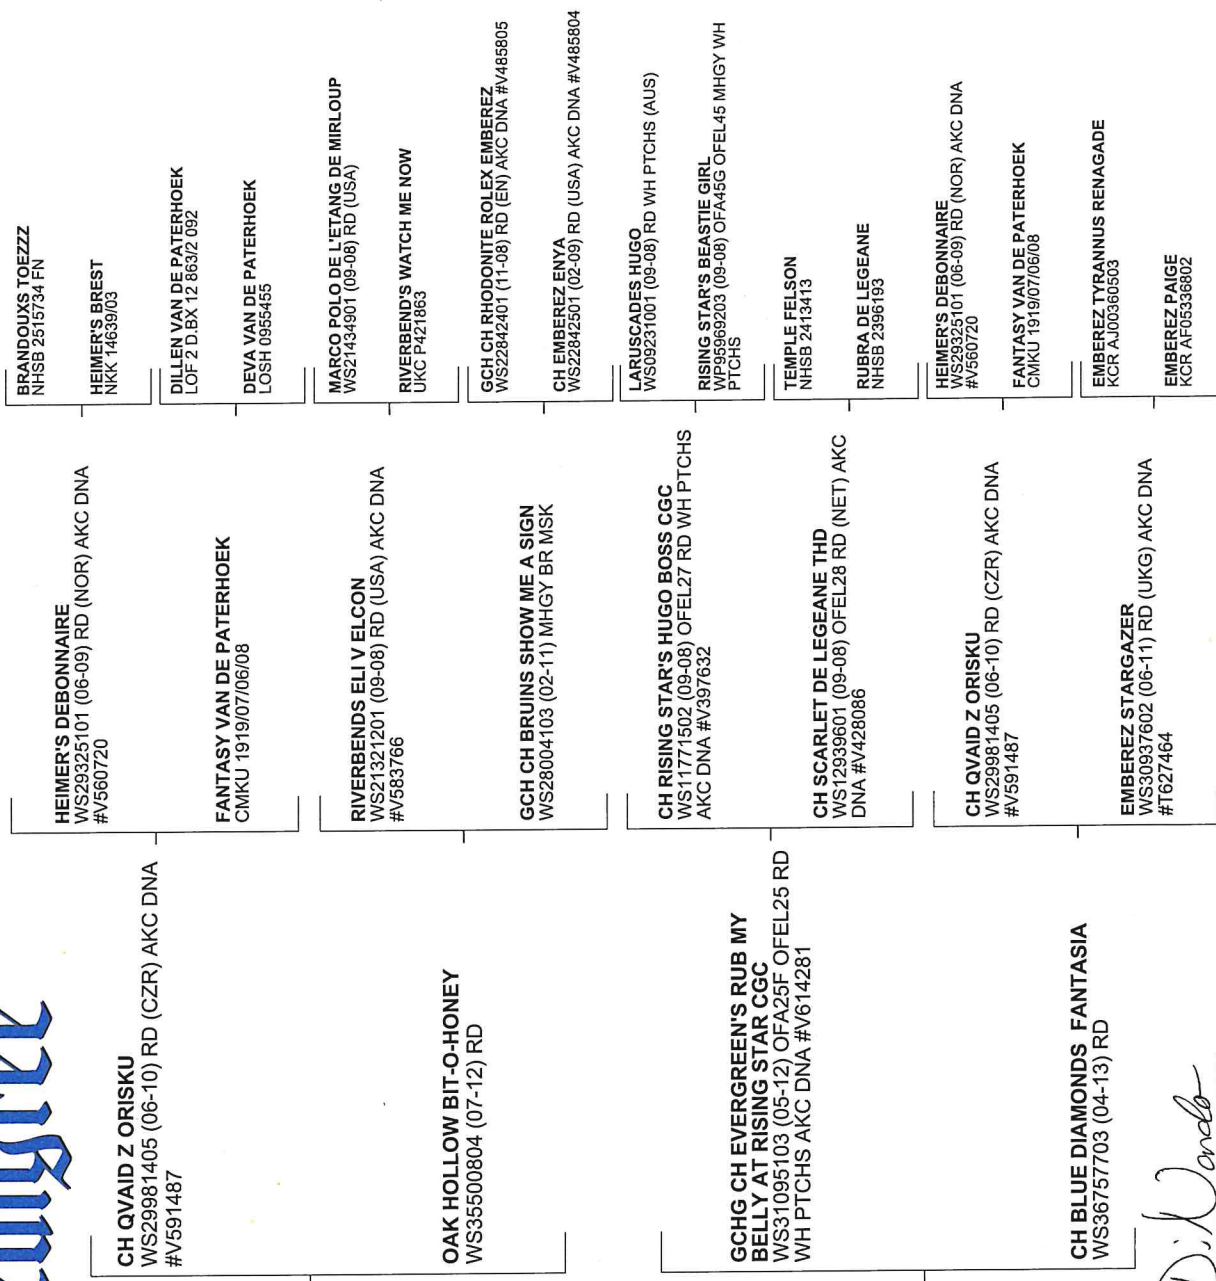 CH QVAID Z ORISKU
WS29981405 (06-10) RD (CZR) AKC DNA
#V591487
OAK HOLLOW BIT-O-HONEY
WS35500804 (07-12) RD
GCHG CH EVERGREEN'S RUB MY
BELLY AT RISING STAR CGC
WS31095103 (05-12) OFA25F OFEL25 RD
WH PTCHS AKC DNA #V614281
CH BLUE DIAMONDS FANTASIA
WS36757703 (04-13) RD
HEIMER'S DEBONNAIRE
WS29325101 (06-09) RD (NOR) AKC DNA
#V560720
FANTASY VAN DE PATERHOEK
CMKU 1919/07/06/08
RIVERBENDS ELI V ELCON
WS21321201 (09-08) RD (USA) AKC DNA
#V583766
GCH CH BRUINS SHOW ME A SIGN
WS28004103 (02-11) MHGY BR MSK
CH RISING STAR'S HUGO BOSS CGC
WS11771502 (09-08) OFEL27 RD WH PTCHS
AKC DNA #V397632
CH SCARLET DE LEGEANE THD
WS12939601 (09-08) OFEL28 RD (NET) AKC
DNA #V428086
CH QVAID Z ORISKU
WS29981405 (06-10) RD (CZR) AKC DNA
#V591487
EMBEREZ STARGAZER
WS30937602 (06-11) RD (UKG) AKC DNA
#T627464
BRANDOUXS TOEZZZ
NHSB 2515734 FN
HEIMER'S BREST
NKK 14639/03
DILLEN VAN DE PATERHOEK
LOF 2 D.BX 12 863/2 092
DEVA VAN DE PATERHOEK
LOSH 0955455
MARCO POLO DE L'ETANG DE MIRLOUP
WS21434901 (09-08) RD (USA)
RIVERBEND'S WATCH ME NOW
UKC P421863
GCH CH RHODONITE ROLEX EMBEREZ
WS22842401 (11-08) RD (EN) AKC DNA #V485805
CH EMBEREZ ENYA
WS22842501 (02-09) RD (USA) AKC DNA #V485804
LARUSCADES HUGO
WS09231001 (09-08) RD WH PTCHS (AUS)
RISING STAR'S BEASTIE GIRL
WP95969203 (09-08) OFA45G OFEL45 MHGY WH
PTCHS
TEMPLE FELSON
NHSB 2413413
RUBRA DE LEGEANE
NHSB 2396193
HEIMER'S DEBONNAIRE
WS29325101 (06-09) RD (NOR) AKC DNA
#V560720
FANTASY VAN DE PATERHOEK
CMKU 1919/07/06/08
EMBEREZ TYRANNUS RENAGADE
KCR AJ00360503
EMBEREZ PAIGE
KCR AF05336802